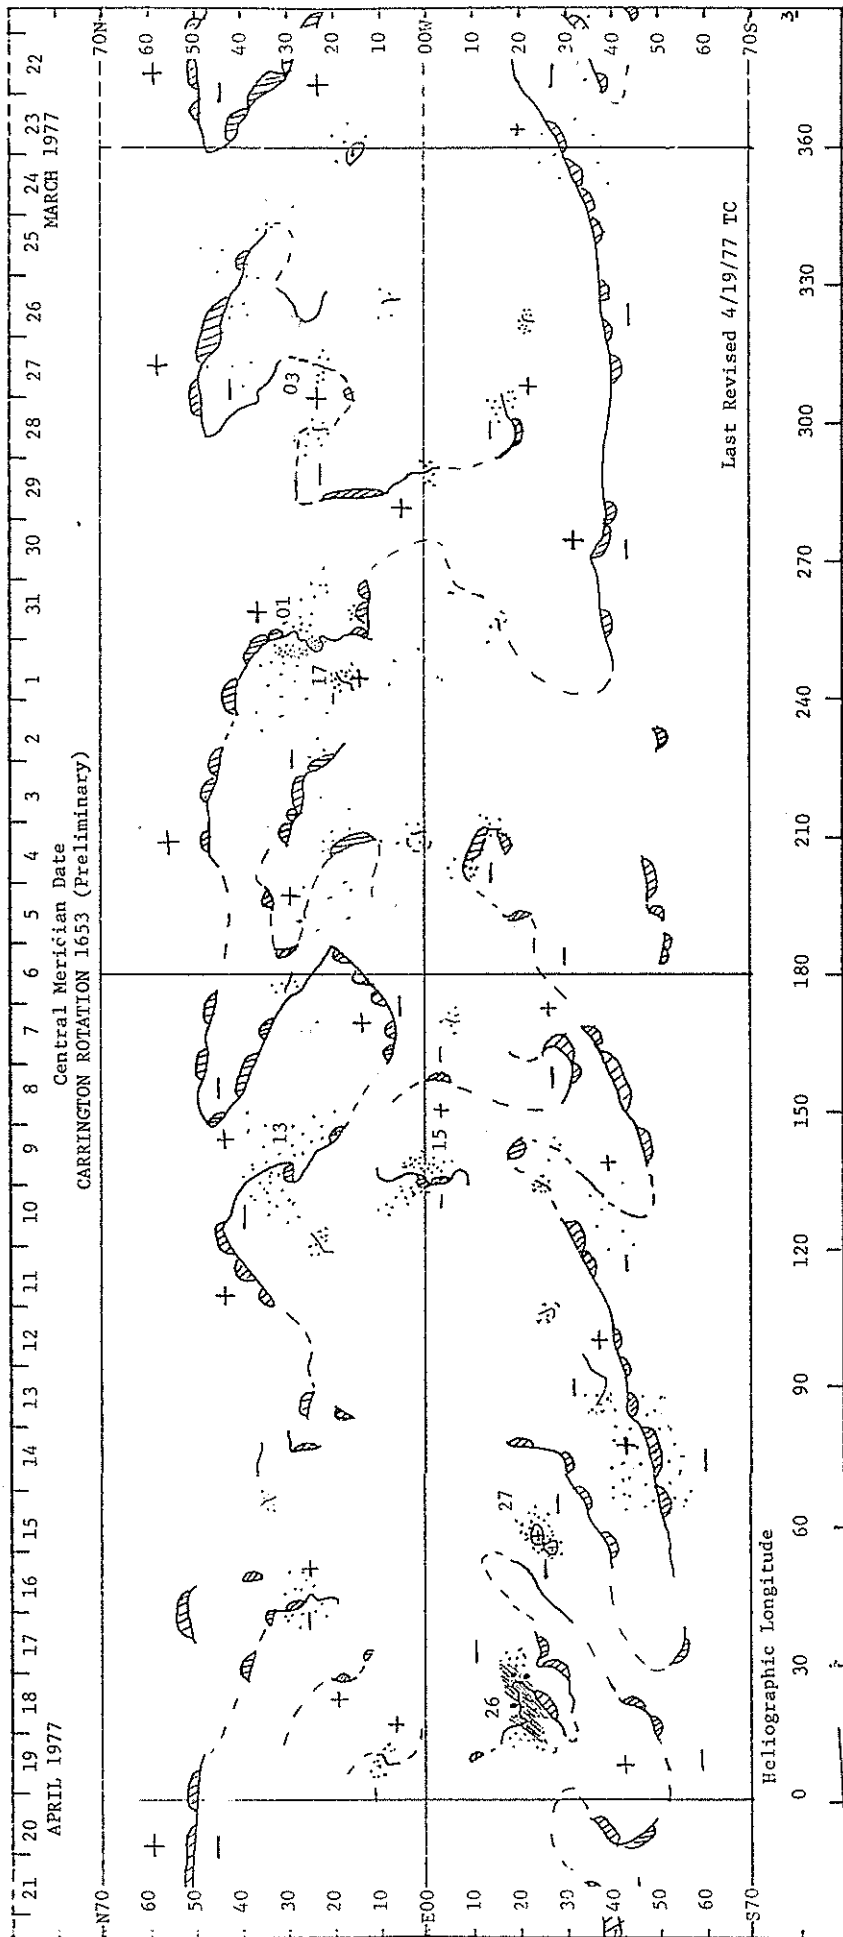 21 20 19 18 17 16 15 14 13 12 11 10 9 8 7 6 5 4 3 2 1 31 30 29 28 27 26 25 24 23 22
APRIL 1977
Central Meridian Date
MARCH 1977
CARRINGTON ROTATION 1653 (Preliminary)
N70
70N
60
60
50
50
40
40
30
30
20
20
10
10
E00
00W
10
10
20
20
30
30
40
40
50
50
60
60
S70
70S
13
01
03
17
15
26
27
Last Revised 4/19/77 TC
Heliographic Longitude
0 30 60 90 120 150 180 210 240 270 300 330 360